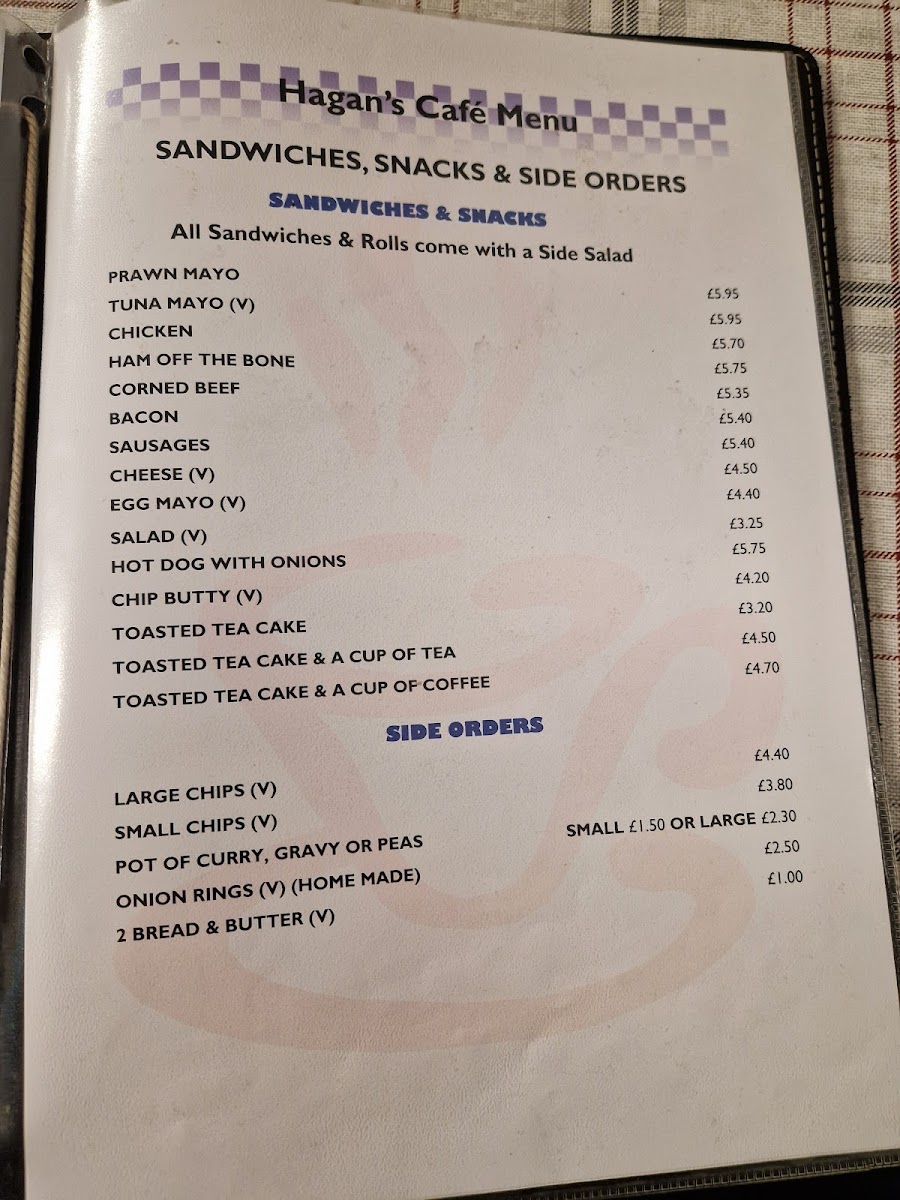 Hagan's Café Menu
SANDWICHES, SNACKS & SIDE ORDERS
SANDWICHES & SNACKS
All Sandwiches & Rolls come with a Side Salad
PRAWN MAYO £5.95
TUNA MAYO (V) £5.95
CHICKEN £5.70
HAM OFF THE BONE £5.75
CORNED BEEF £5.35
BACON £5.40
SAUSAGES £5.40
CHEESE (V) £4.50
EGG MAYO (V) £4.40
SALAD (V) £3.25
HOT DOG WITH ONIONS £5.75
CHIP BUTTY (V) £4.20
TOASTED TEA CAKE £3.20
TOASTED TEA CAKE & A CUP OF TEA £4.50
TOASTED TEA CAKE & A CUP OF COFFEE £4.70
SIDE ORDERS
LARGE CHIPS (V) £4.40
SMALL CHIPS (V) £3.80
POT OF CURRY, GRAVY OR PEAS SMALL £1.50 OR LARGE £2.30
ONION RINGS (V) (HOME MADE) £2.50
2 BREAD & BUTTER (V) £1.00